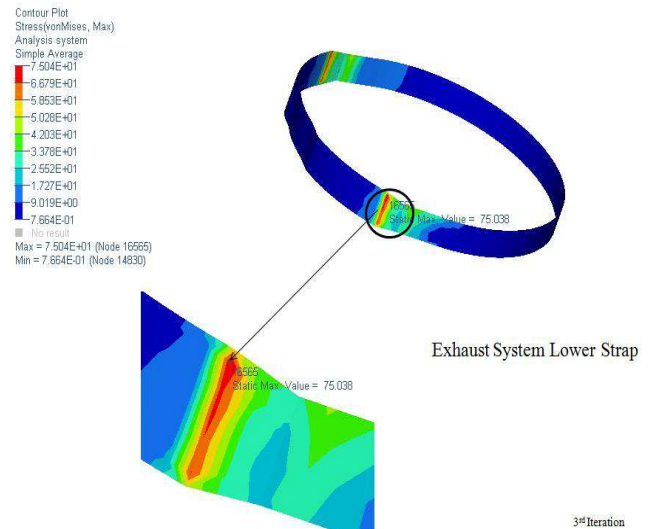 Contour Plot
Stress(vonMises, Max)
Analysis system
Simple Average
7.504E+01
6.679E+01
5.853E+01
5.028E+01
4.203E+01
3.378E+01
2.552E+01
1.727E+01
9.019E+00
7.664E-01
No result
Max = 7.504E+01 (Node 16565)
Min = 7.664E-01 (Node 14830)
16565
Static Max. Value = 75.038
Exhaust System Lower Strap
16565
Static Max. Value = 75.038
3rd Iteration